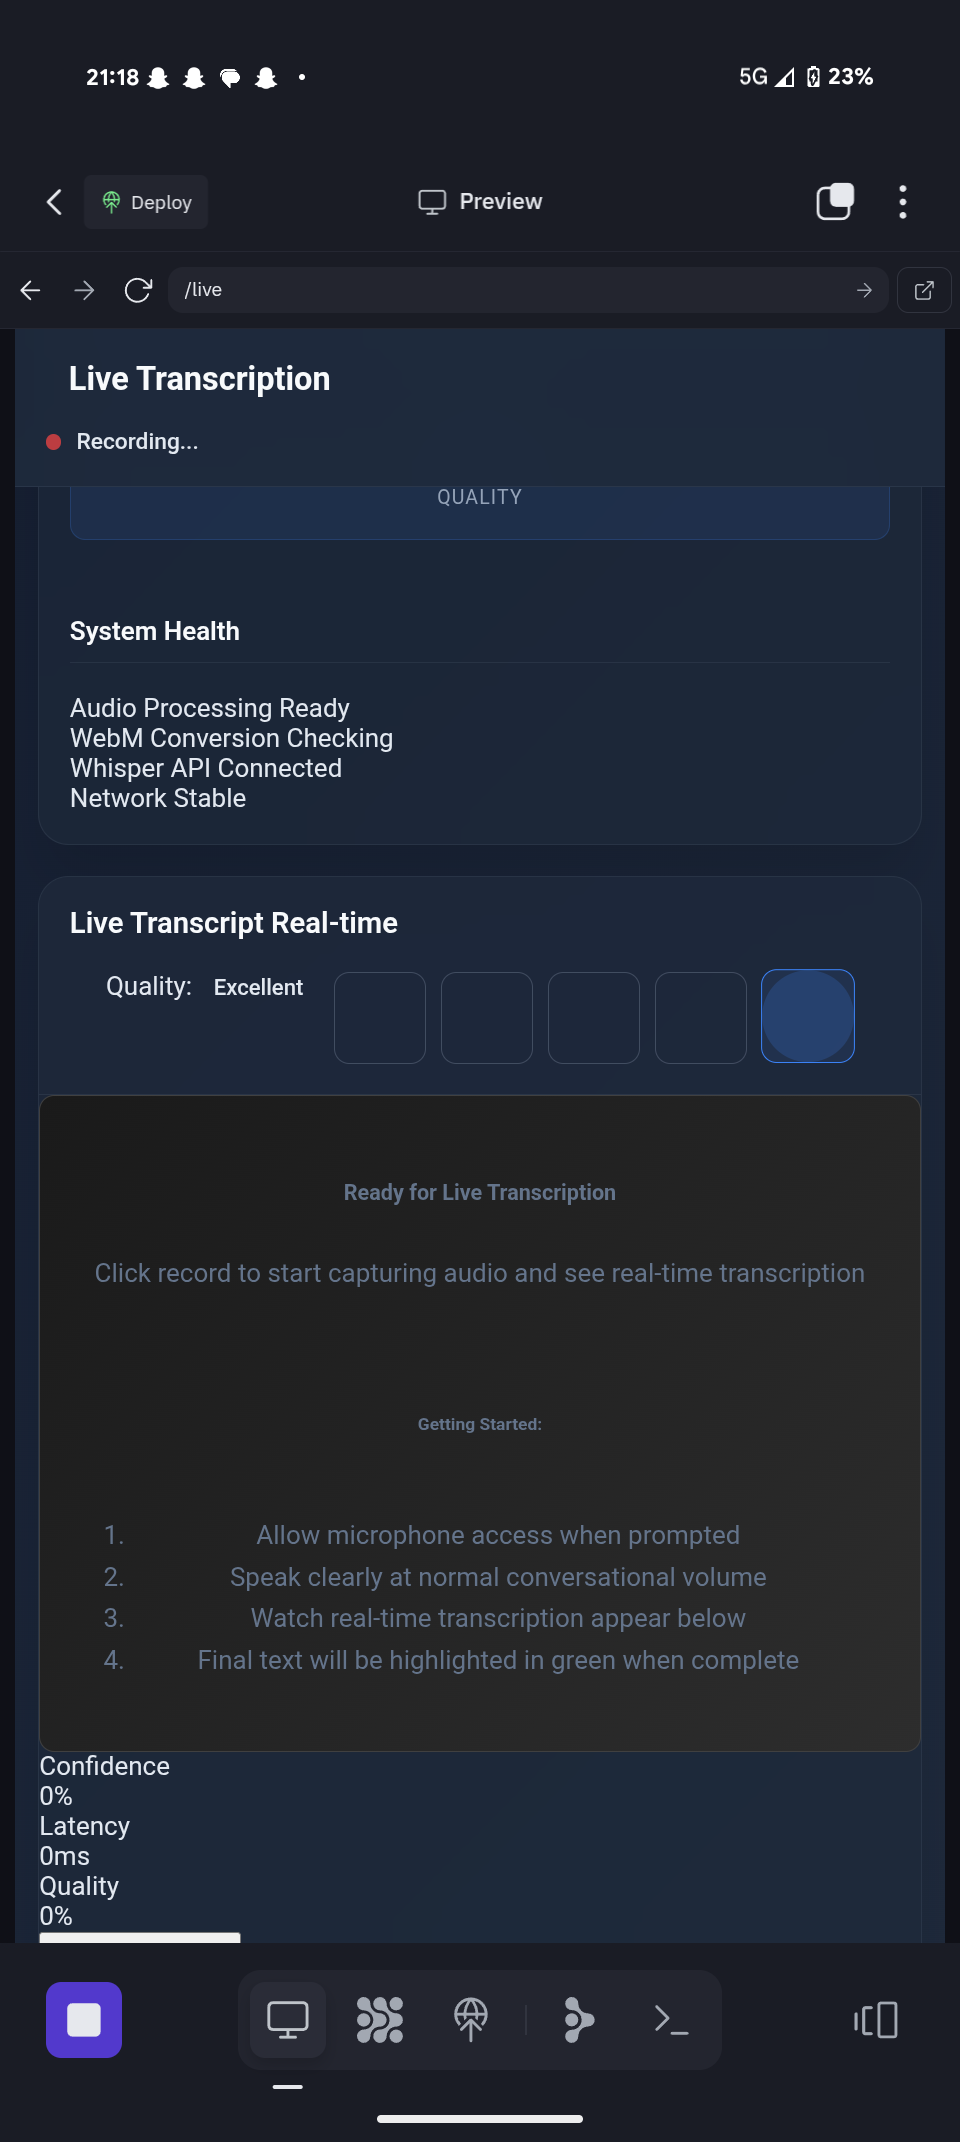 21:18
5G 23%
Deploy
Preview
/live
Live Transcription
Recording...
QUALITY
System Health
Audio Processing Ready
WebM Conversion Checking
Whisper API Connected
Network Stable
Live Transcript Real-time
Quality: Excellent
Ready for Live Transcription
Click record to start capturing audio and see real-time transcription
Getting Started:
1. Allow microphone access when prompted
2. Speak clearly at normal conversational volume
3. Watch real-time transcription appear below
4. Final text will be highlighted in green when complete
Confidence
0%
Latency
0ms
Quality
0%